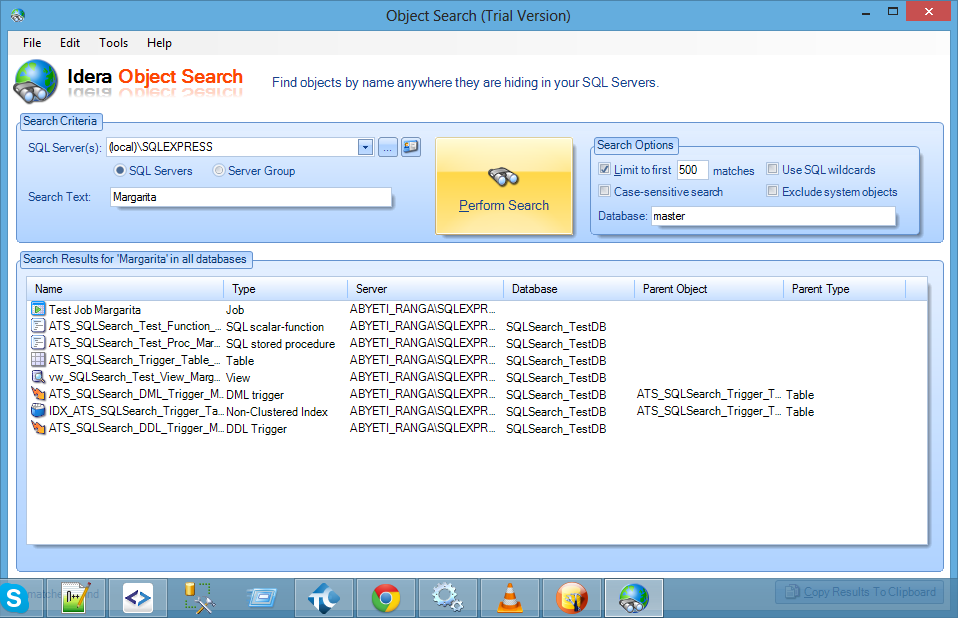 Object Search (Trial Version)
File Edit Tools Help
Idera Object Search
Find objects by name anywhere they are hiding in your SQL Servers.
Search Criteria
SQL Server(s): (local)\SQLEXPRESS ...
SQL Servers Server Group
Search Text: Margarita
Perform Search
Search Options
Limit to first 500 matches Use SQL wildcards
Case-sensitive search Exclude system objects
Database: master
Search Results for 'Margarita' in all databases
Name Type Server Database Parent Object Parent Type
Test Job Margarita Job ABYETI_RANGA\SQLEXPR...
ATS_SQLSearch_Test_Function_... SQL scalar-function ABYETI_RANGA\SQLEXPR... SQLSearch_TestDB
ATS_SQLSearch_Test_Proc_Mar... SQL stored procedure ABYETI_RANGA\SQLEXPR... SQLSearch_TestDB
ATS_SQLSearch_Trigger_Table_... Table ABYETI_RANGA\SQLEXPR... SQLSearch_TestDB
vw_SQLSearch_Test_View_Marg... View ABYETI_RANGA\SQLEXPR... SQLSearch_TestDB
ATS_SQLSearch_DML_Trigger_M... DML trigger ABYETI_RANGA\SQLEXPR... SQLSearch_TestDB ATS_SQLSearch_Trigger_T... Table
IDX_ATS_SQLSearch_Trigger_Ta... Non-Clustered Index ABYETI_RANGA\SQLEXPR... SQLSearch_TestDB ATS_SQLSearch_Trigger_T... Table
ATS_SQLSearch_DDL_Trigger_M... DDL Trigger ABYETI_RANGA\SQLEXPR... SQLSearch_TestDB
Copy Results To Clipboard